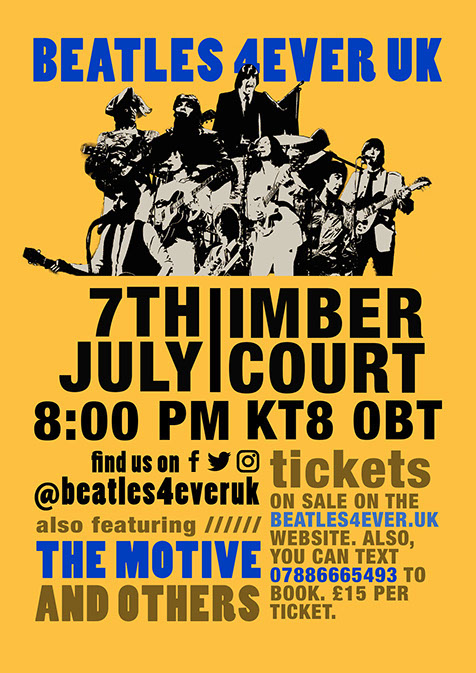 BEATLES 4EVER UK
7TH JULY
IMBER COURT
8:00 PM KT8 0BT
find us on
@beatles4everuk
also featuring //////
THE MOTIVE
AND OTHERS
tickets
ON SALE ON THE
BEATLES4EVER.UK
WEBSITE. ALSO,
YOU CAN TEXT
07886665493 TO
BOOK. £15 PER
TICKET.